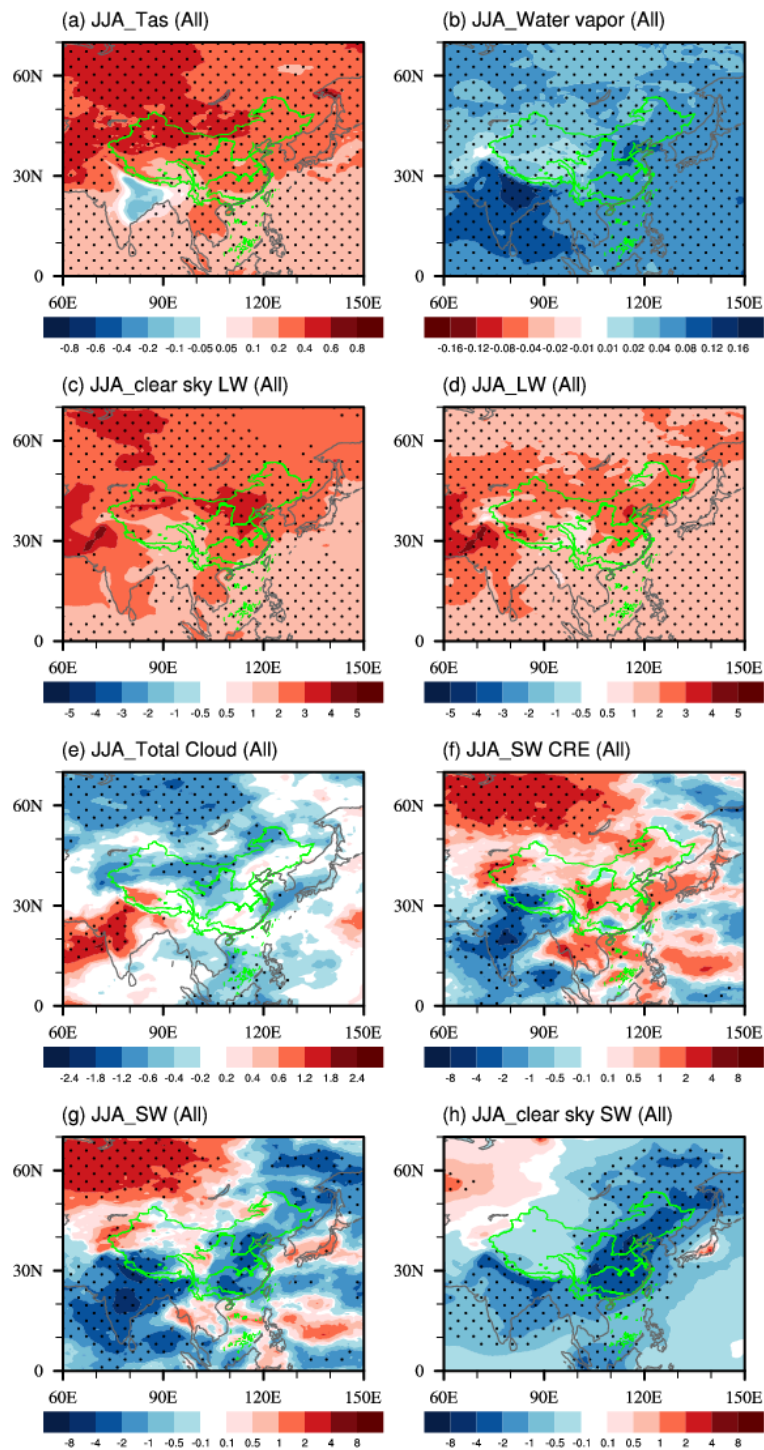 (a) JJA_Tas (All)
(b) JJA_Water vapor (All)
60N
30N
0
60E 90E 120E 150E
-0.8 -0.6 -0.4 -0.2 -0.1 -0.05 0.05 0.1 0.2 0.4 0.6 0.8
60N
30N
0
60E 90E 120E 150E
-0.16 -0.12 -0.08 -0.04 -0.02 -0.01 0.01 0.02 0.04 0.08 0.12 0.16
(c) JJA_clear sky LW (All)
(d) JJA_LW (All)
60N
30N
0
60E 90E 120E 150E
-5 -4 -3 -2 -1 -0.5 0.5 1 2 3 4 5
60N
30N
0
60E 90E 120E 150E
-5 -4 -3 -2 -1 -0.5 0.5 1 2 3 4 5
(e) JJA_Total Cloud (All)
(f) JJA_SW CRE (All)
60N
30N
0
60E 90E 120E 150E
-2.4 -1.8 -1.2 -0.6 -0.4 -0.2 0.2 0.4 0.6 1.2 1.8 2.4
60N
30N
0
60E 90E 120E 150E
-8 -4 -2 -1 -0.5 -0.1 0.1 0.5 1 2 4 8
(g) JJA_SW (All)
(h) JJA_clear sky SW (All)
60N
30N
0
60E 90E 120E 150E
-8 -4 -2 -1 -0.5 -0.1 0.1 0.5 1 2 4 8
60N
30N
0
60E 90E 120E 150E
-8 -4 -2 -1 -0.5 -0.1 0.1 0.5 1 2 4 8